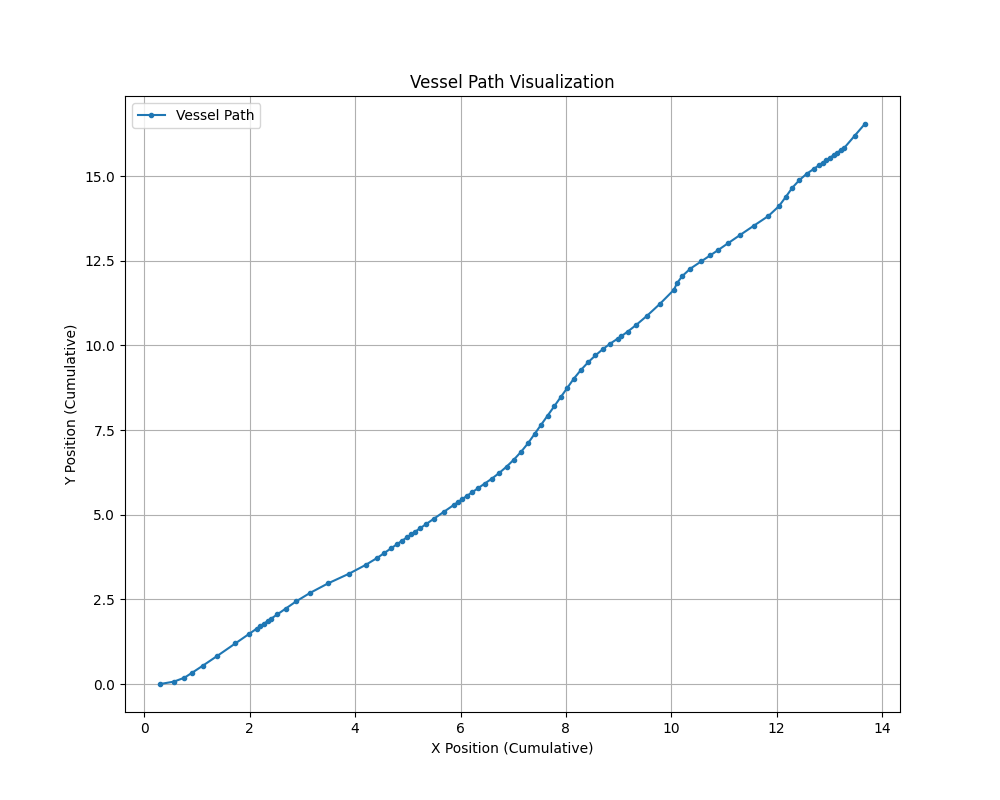 Vessel Path Visualization
Vessel Path
15.0
12.5
10.0
7.5
5.0
2.5
0.0
Y Position (Cumulative)
0 2 4 6 8 10 12 14
X Position (Cumulative)